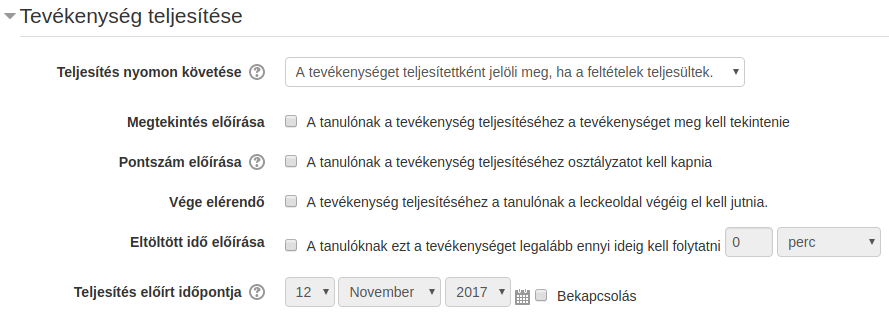 Tevékenység teljesítése
Teljesítés nyomon követése A tevékenységet teljesítettként jelöli meg, ha a feltételek teljesültek.
Megtekintés előírása A tanulónak a tevékenység teljesítéséhez a tevékenységet meg kell tekintenie
Pontszám előírása A tanulónak a tevékenység teljesítéséhez osztályzatot kell kapnia
Vége elérendő A tevékenység teljesítéséhez a tanulónak a leckeoldal végéig el kell jutnia.
Eltöltött idő előírása A tanulóknak ezt a tevékenységet legalább ennyi ideig kell folytatni 0 perc
Teljesítés előírt időpontja 12 November 2017 Bekapcsolás